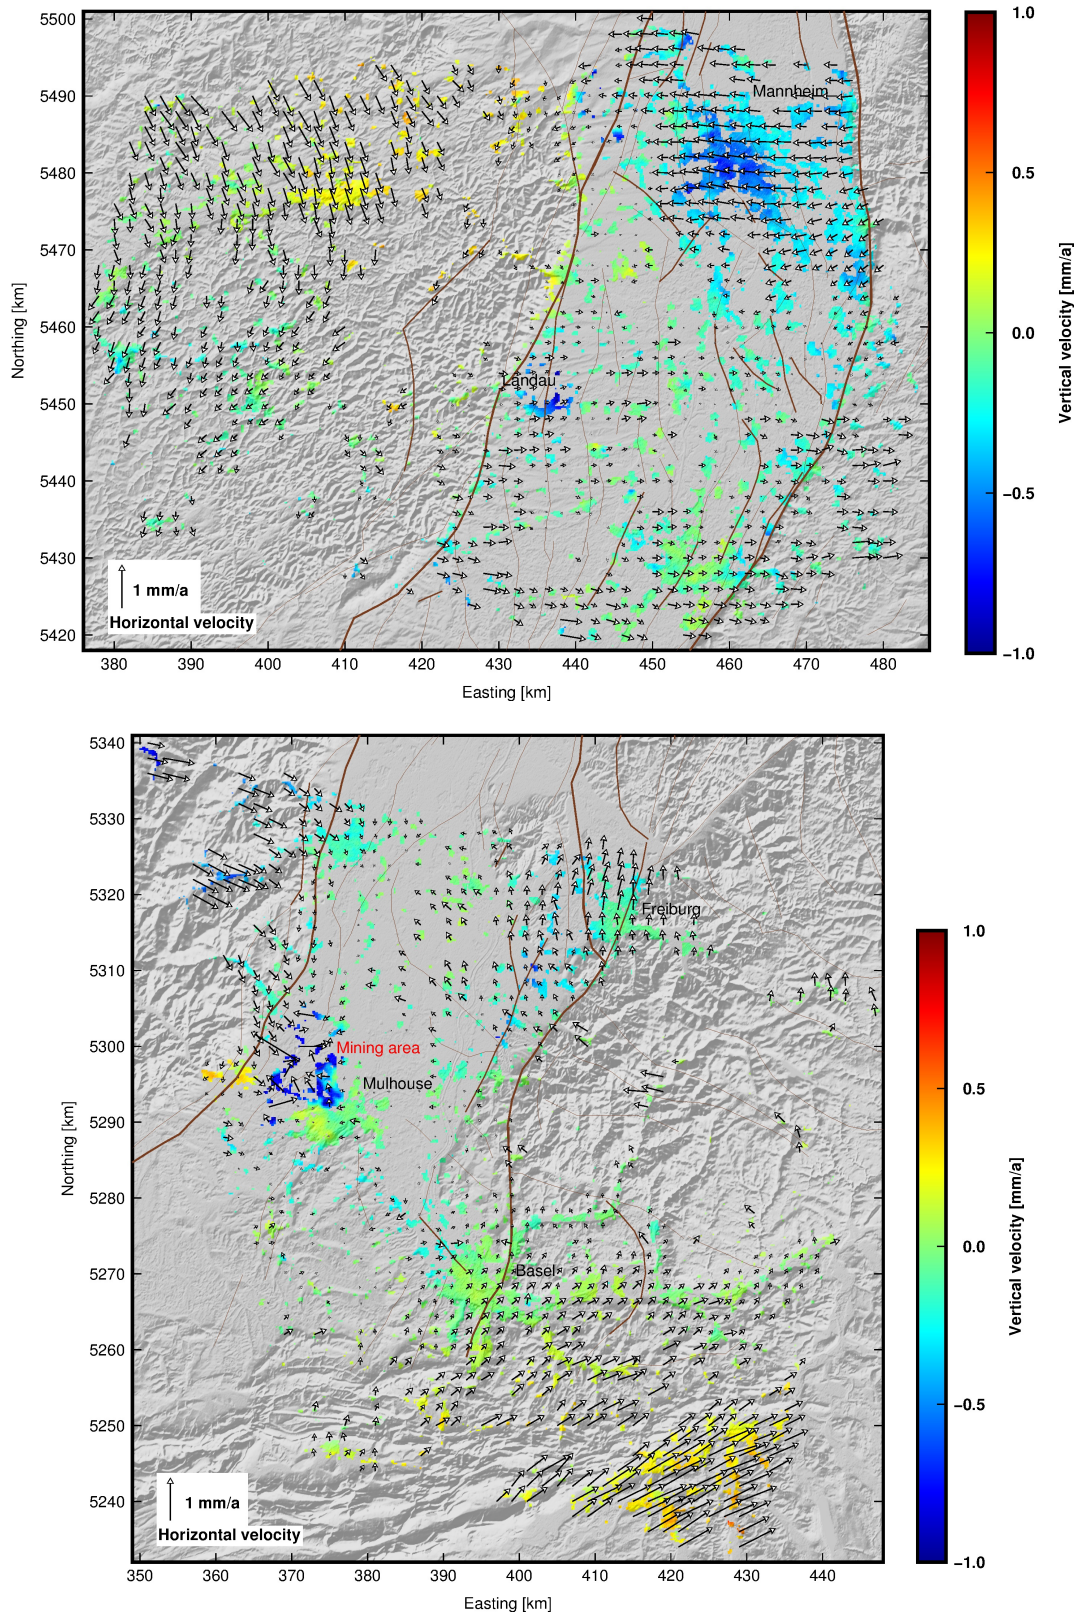 5500
5490
5480
5470
5460
5450
5440
5430
5420
Northing [km]
Mannheim
Landau
1 mm/a
Horizontal velocity
380 390 400 410 420 430 440 450 460 470 480
Easting [km]
1.0
0.5
0.0
−0.5
−1.0
Vertical velocity [mm/a]
5340
5330
5320
5310
5300
5290
5280
5270
5260
5250
5240
Northing [km]
Freiburg
Mining area
Mulhouse
Basel
1 mm/a
Horizontal velocity
350 360 370 380 390 400 410 420 430 440
Easting [km]
1.0
0.5
0.0
−0.5
−1.0
Vertical velocity [mm/a]